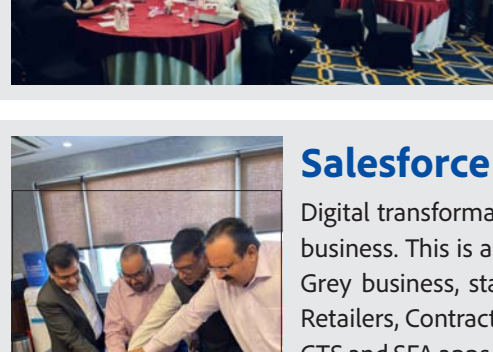 Salesforce
Digital transforma
business. This is a
Grey business, sta
Retailers, Contract